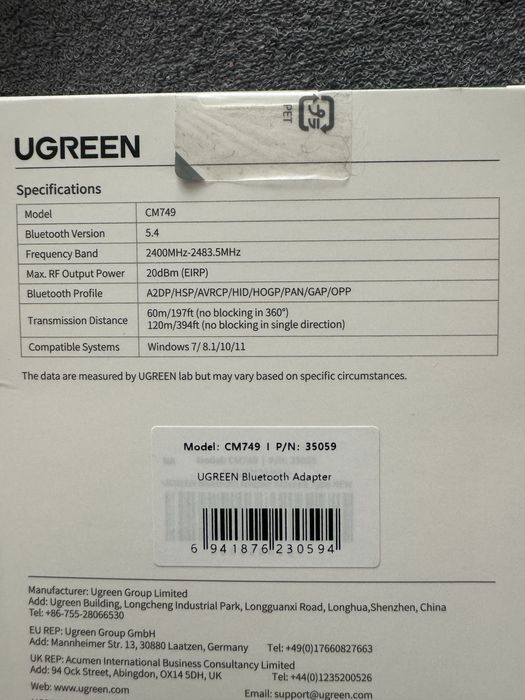 PET
プラ
UGREEN
Specifications
Model CM749
Bluetooth Version 5.4
Frequency Band 2400MHz-2483.5MHz
Max. RF Output Power 20dBm (EIRP)
Bluetooth Profile A2DP/HSP/AVRCP/HID/HOGP/PAN/GAP/OPP
Transmission Distance 60m/197ft (no blocking in 360°)
120m/394ft (no blocking in single direction)
Compatible Systems Windows 7/ 8.1/10/11
The data are measured by UGREEN lab but may vary based on specific circumstances.
Model: CM749 | P/N: 35059
UGREEN Bluetooth Adapter
6 941876 230594
Manufacturer: Ugreen Group Limited
Add: Ugreen Building, Longcheng Industrial Park, Longguanxi Road, Longhua,Shenzhen, China
Tel: +86-755-28066530
EU REP: Ugreen Group GmbH
Add: Mannheimer Str. 13, 30880 Laatzen, Germany Tel: +49(0)17660827663
UK REP: Acumen International Business Consultancy Limited
Add: 94 Ock Street, Abingdon, OX14 5DH, UK Tel: +44(0)1235200526
Web: www.ugreen.com Email: support@ugreen.com